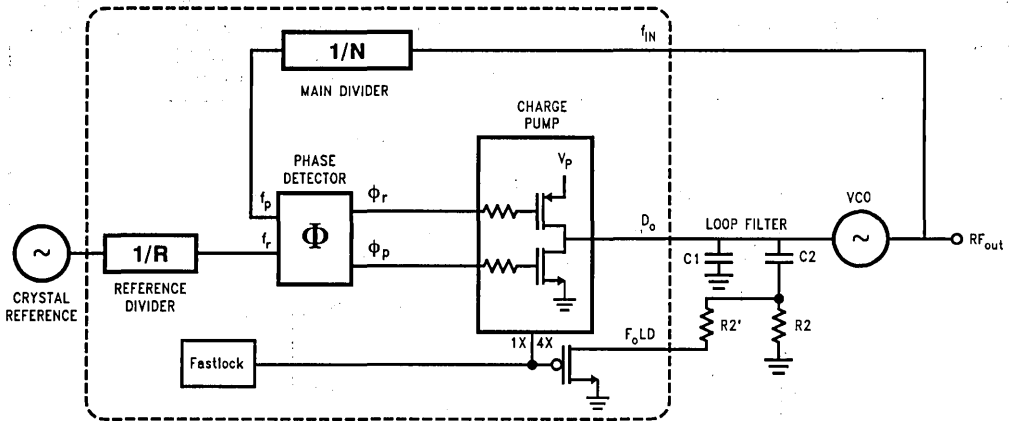 1/N
f_IN
MAIN DIVIDER
CHARGE
PUMP
V_P
PHASE
DETECTOR
f_p
f_r
Φ
ϕ_r
ϕ_p
D_o
LOOP FILTER
VCO
~
RF_out
~
1/R
CRYSTAL
REFERENCE
REFERENCE
DIVIDER
C1
C2
R2'
R2
1X
4X
F_oLD
Fastlock